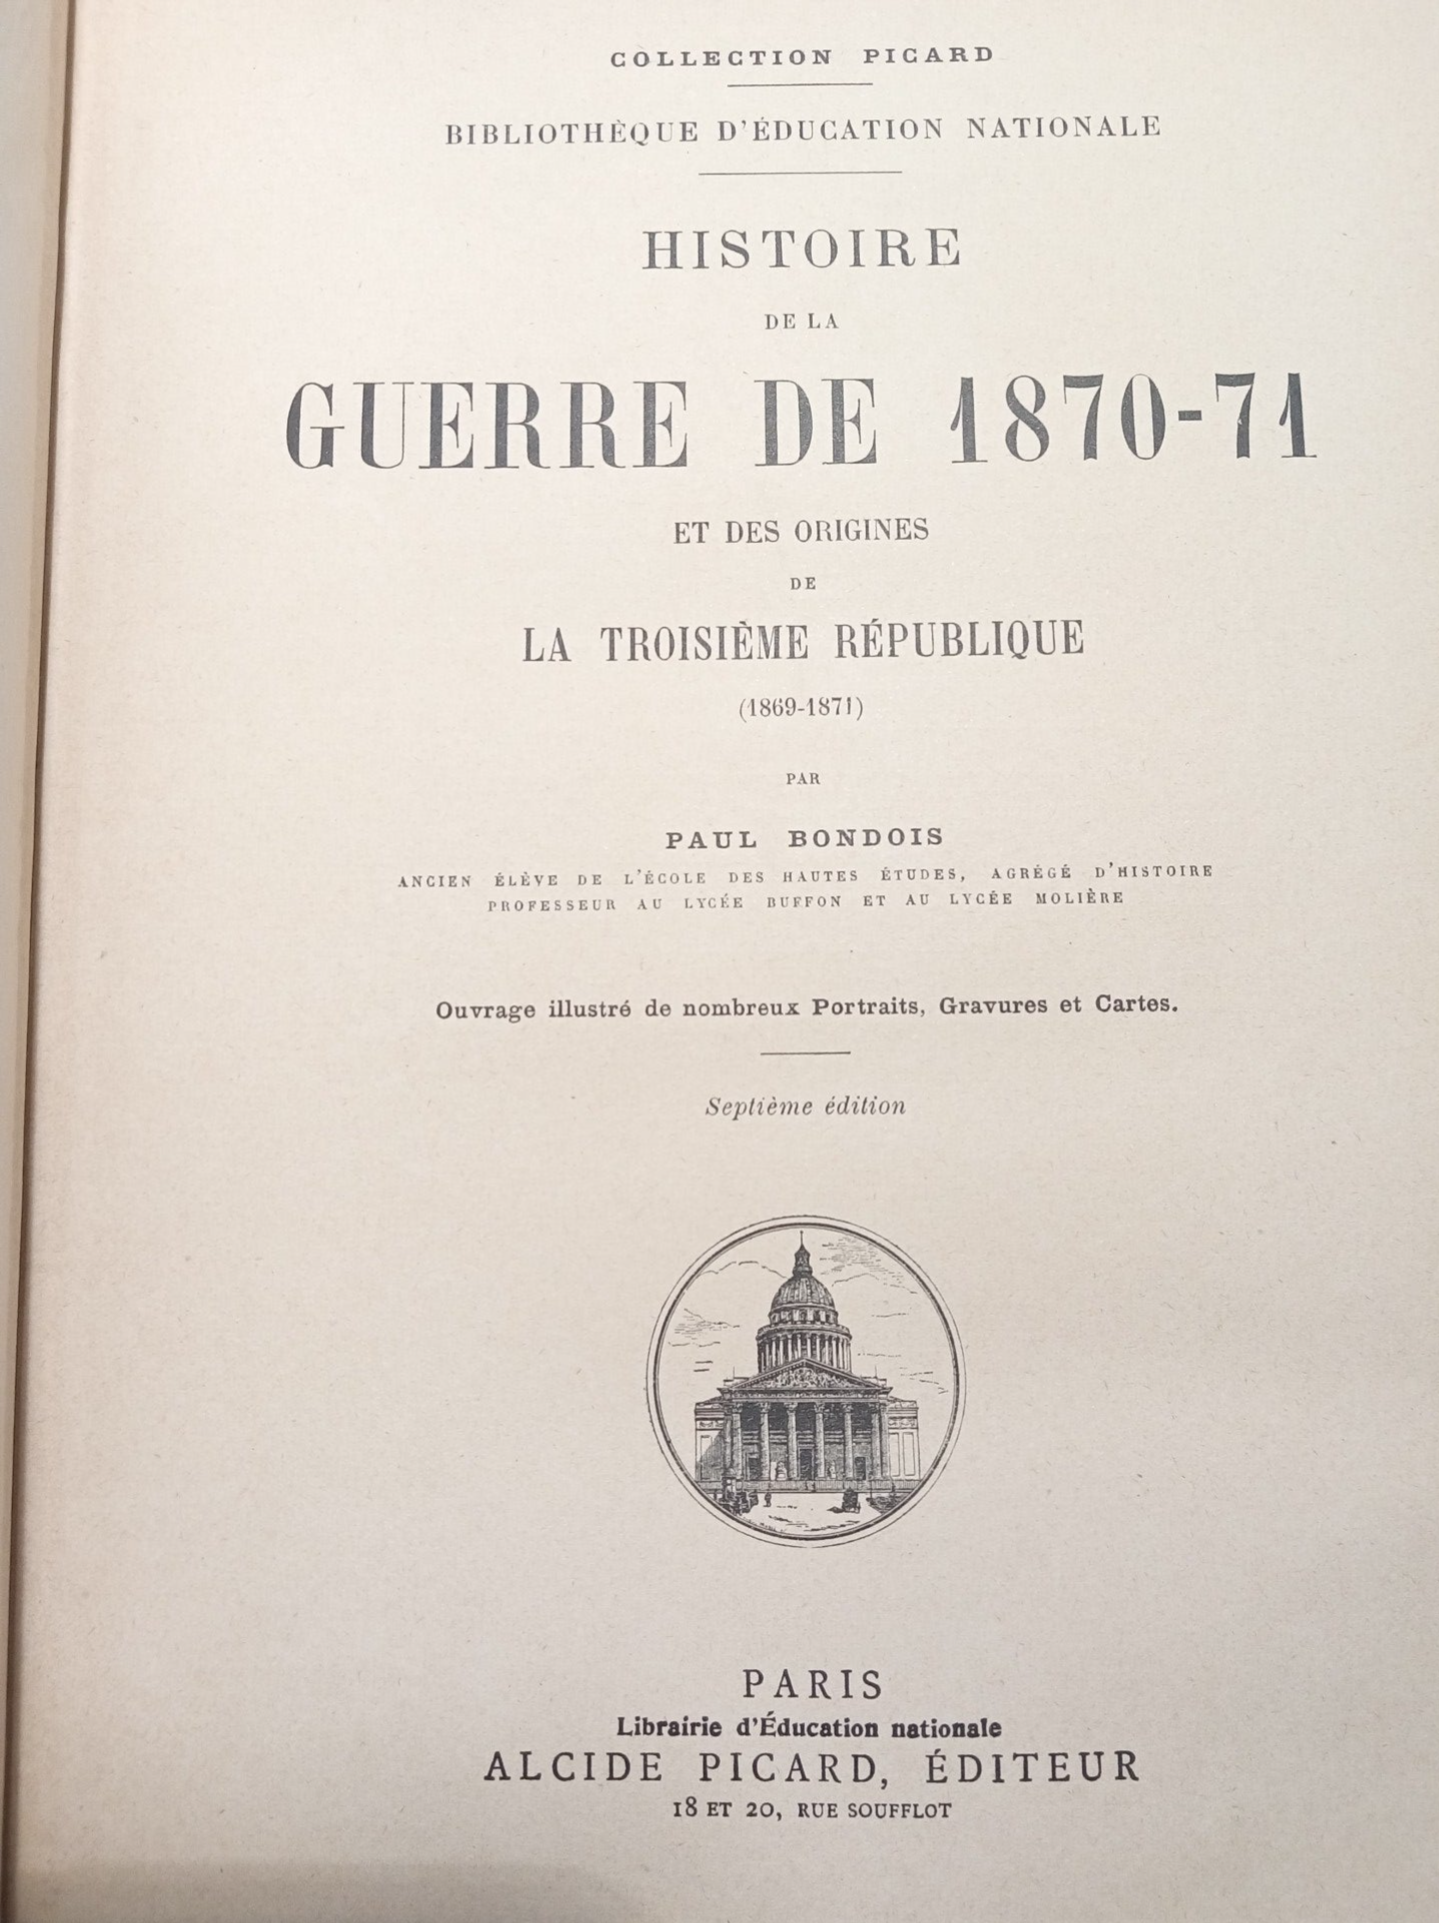 COLLECTION PICARD
BIBLIOTHÈQUE D'ÉDUCATION NATIONALE
HISTOIRE
DE LA
GUERRE DE 1870-71
ET DES ORIGINES
DE
LA TROISIÈME RÉPUBLIQUE
(1869-1871)
PAR
PAUL BONDOIS
ANCIEN ÉLÈVE DE L'ÉCOLE DES HAUTES ÉTUDES, AGRÉGÉ D'HISTOIRE
PROFESSEUR AU LYCÉE BUFFON ET AU LYCÉE MOLIÈRE
Ouvrage illustré de nombreux Portraits, Gravures et Cartes.
Septième édition
PARIS
Librairie d'Éducation nationale
ALCIDE PICARD, ÉDITEUR
18 ET 20, RUE SOUFFLOT